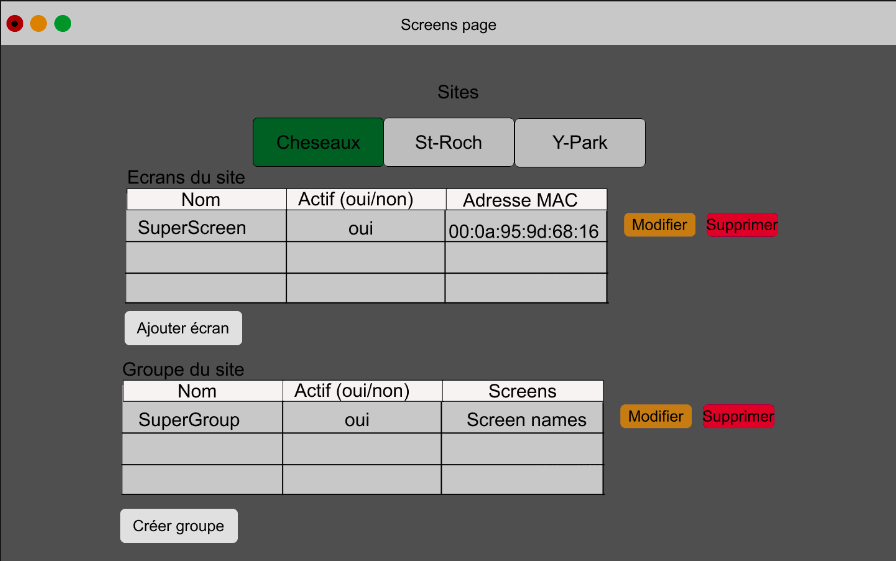 Screens page
Sites
Cheseaux St-Roch Y-Park
Ecrans du site
Nom Actif (oui/non) Adresse MAC
SuperScreen oui 00:0a:95:9d:68:16 Modifier Supprimer
Ajouter écran
Groupe du site
Nom Actif (oui/non) Screens
SuperGroup oui Screen names Modifier Supprimer
Créer groupe